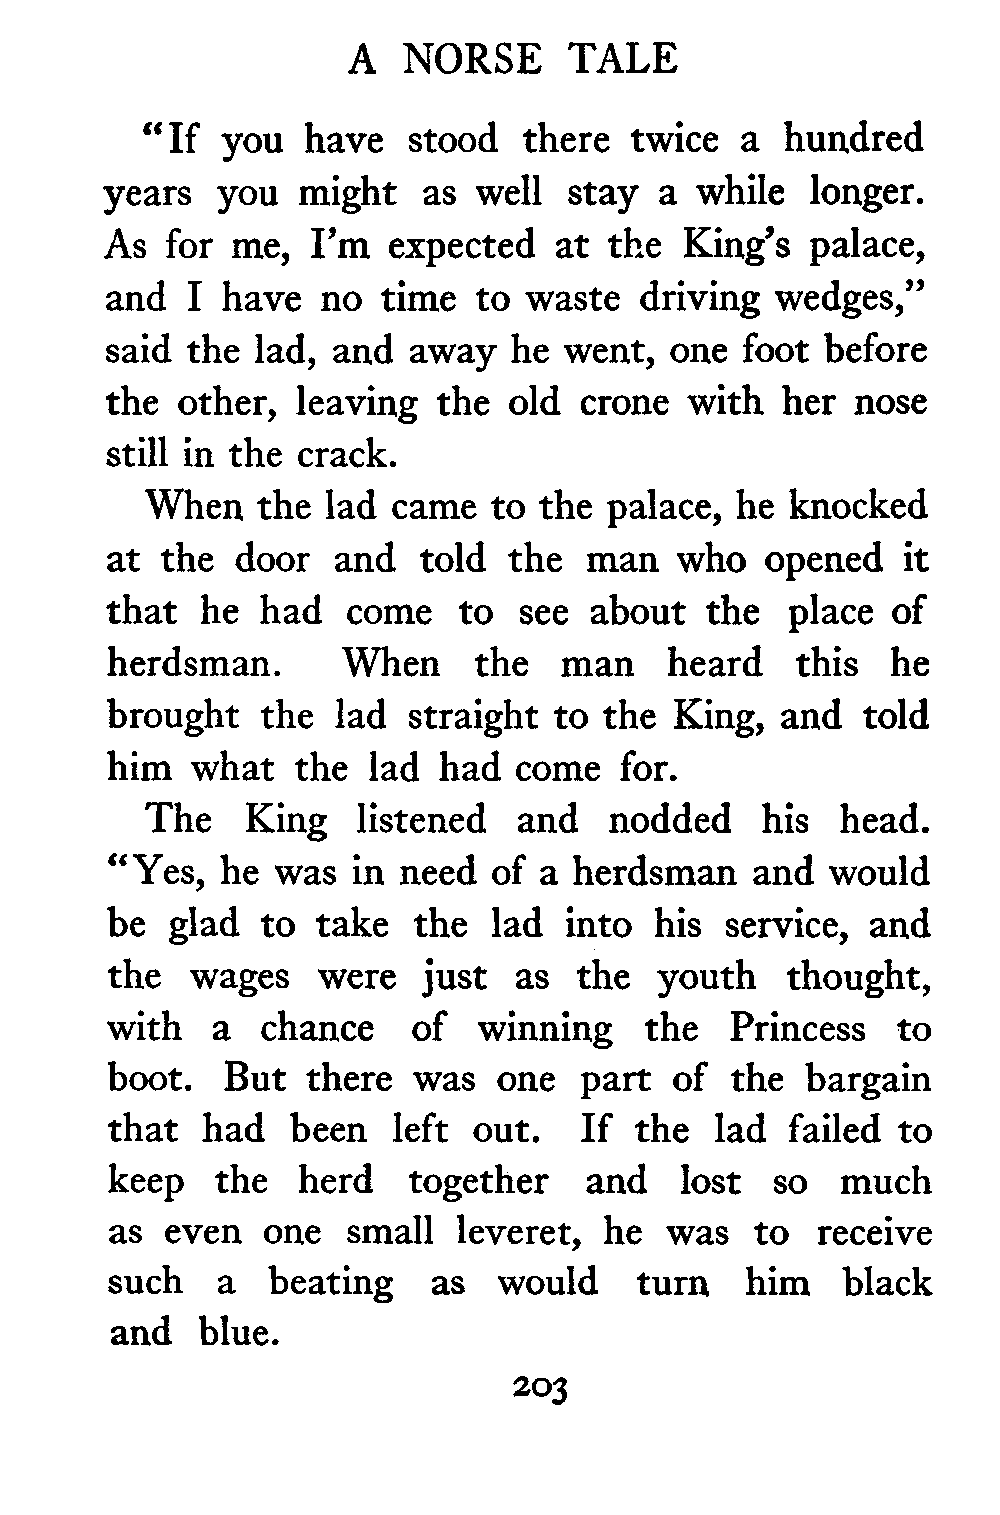 A NORSE TALE
“If you have stood there twice a hundred
years you might as well stay a while longer.
As for me, I’m expected at the King’s palace,
and I have no time to waste driving wedges,”
said the lad, and away he went, one foot before
the other, leaving the old crone with her nose
still in the crack.
When the lad came to the palace, he knocked
at the door and told the man who opened it
that he had come to see about the place of
herdsman. When the man heard this he
brought the lad straight to the King, and told
him what the lad had come for.
The King listened and nodded his head.
“Yes, he was in need of a herdsman and would
be glad to take the lad into his service, and
the wages were just as the youth thought,
with a chance of winning the Princess to
boot. But there was one part of the bargain
that had been left out. If the lad failed to
keep the herd together and lost so much
as even one small leveret, he was to receive
such a beating as would turn him black
and blue.
203